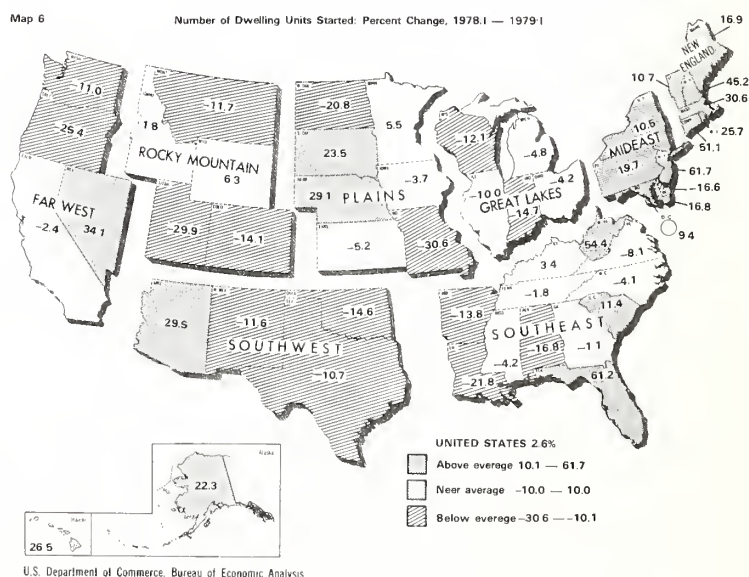 Map 6
Number of Dwelling Units Started: Percent Change, 1978.I — 1979·I
16.9
NEW ENGLAND
10 7
45.2
30.6
25.7
51.1
10.6
MIDEAST
19.7
61.7
-16.6
16.8
D C
9 4
-11.0
-25.4
FAR WEST
-2.4
34.1
-11.7
1 8
ROCKY MOUNTAIN
6 3
-29.9
-14.1
-20.8
5.5
23.5
-3.7
29 1
PLAINS
-5.2
-30.6
-12.1
-4.8
-10 0
-4.2
GREAT LAKES
-14.7
29.5
-11.6
-14.6
SOUTHWEST
-10.7
54.4
-8.1
3 4
-4.1
-1.8
-13.8
11.4
SOUTHEAST
-16.8
-1 1
-4.2
-21.8
61.2
Alaska
22.3
Hawaii
26 5
UNITED STATES 2.6%
Above everege 10.1 — 61.7
Neer average -10.0 — 10.0
Below everege -30 6 — -10.1
U.S. Department of Commerce, Bureau of Economic Analysis